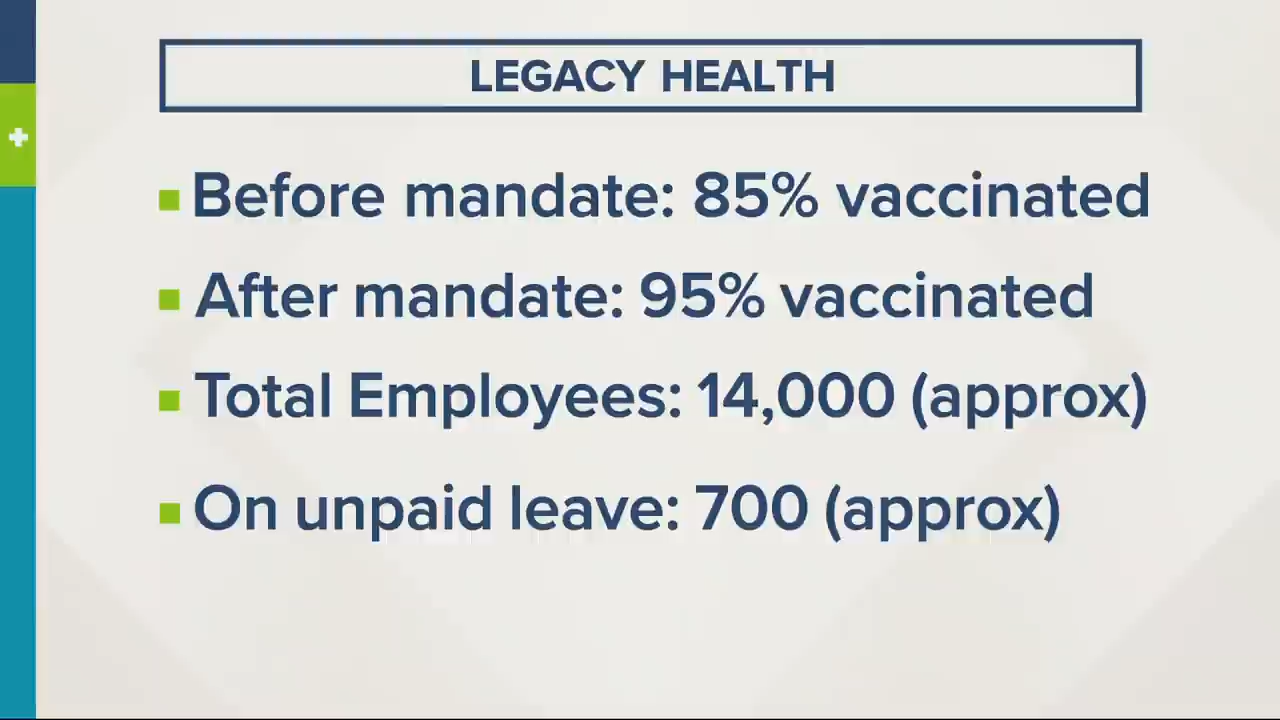 LEGACY HEALTH
Before mandate: 85% vaccinated
After mandate: 95% vaccinated
Total Employees: 14,000 (approx)
On unpaid leave: 700 (approx)